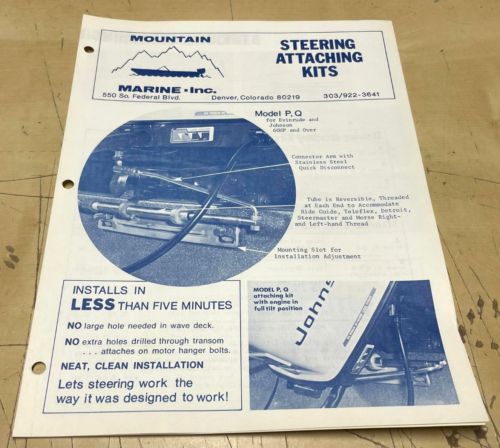 MOUNTAIN
MARINE • Inc.
550 So. Federal Blvd. Denver, Colorado 80219 303/922-3641
STEERING
ATTACHING
KITS
Model P, Q
for Evinrude and
Johnson
60HP and Over
Connector Arm with
Stainless Steel
Quick Disconnect
Tube is Reversible, Threaded
at Each End to Accommodate
Ride Guide, Teleflex, Detroit,
Steermaster and Morse Right-
and Left-hand Thread
Mounting Slot for
Installation Adjustment
INSTALLS IN
LESS THAN FIVE MINUTES
NO large hole needed in wave deck.
NO extra holes drilled through transom
. . . attaches on motor hanger bolts.
NEAT, CLEAN INSTALLATION
Lets steering work the
way it was designed to work!
MODEL P, Q
attaching kit
with engine in
full tilt position
Johns